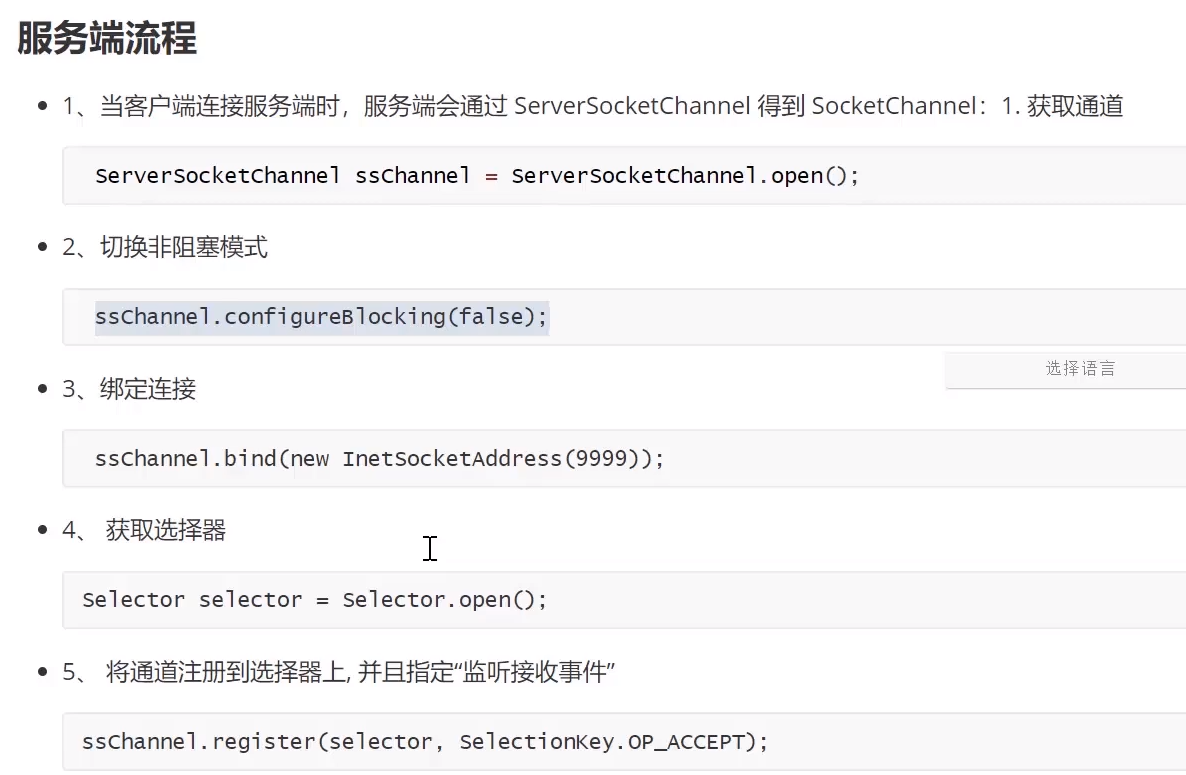 服务端流程
1、当客户端连接服务端时，服务端会通过 ServerSocketChannel 得到 SocketChannel：1. 获取通道
ServerSocketChannel ssChannel = ServerSocketChannel.open();
2、切换非阻塞模式
ssChannel.configureBlocking(false);
选择语言
3、绑定连接
ssChannel.bind(new InetSocketAddress(9999));
4、 获取选择器
Selector selector = Selector.open();
5、 将通道注册到选择器上, 并且指定“监听接收事件”
ssChannel.register(selector, SelectionKey.OP_ACCEPT);